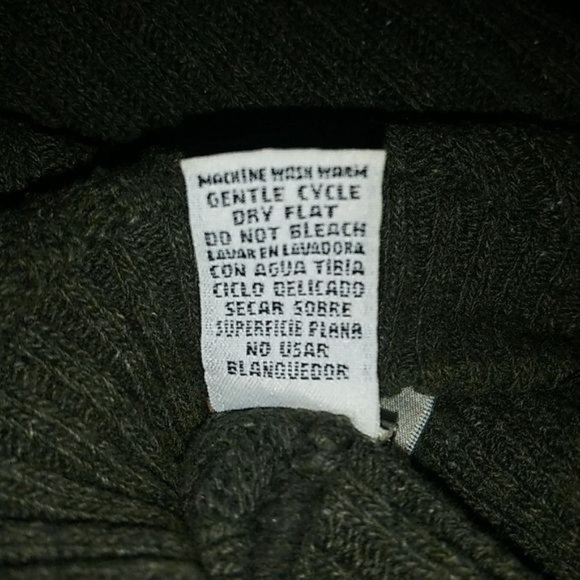 MACHINE WASH WARM
GENTLE CYCLE
DRY FLAT
DO NOT BLEACH
LAVAR EN LAVADORA
CON AGUA TIBIA
CICLO DELICADO
SECAR SOBRE
SUPERFICIE PLANA
NO USAR
BLANQUEDOR